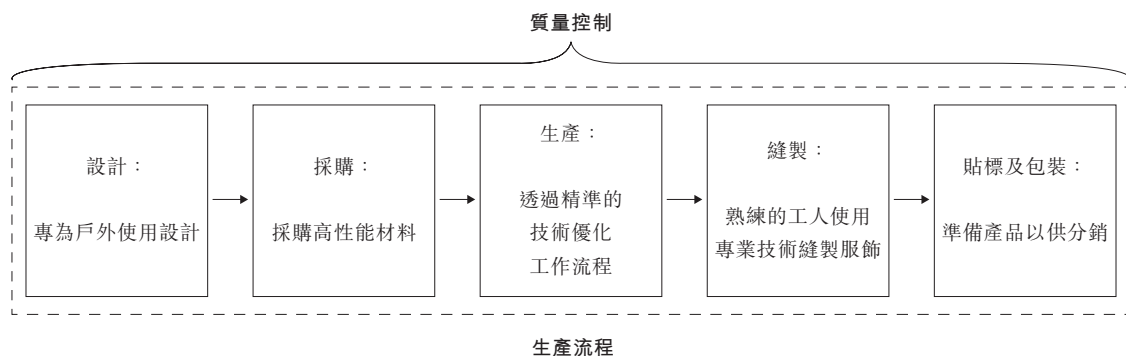 質量控制
設計：
專為戶外使用設計
採購：
採購高性能材料
生產：
透過精準的
技術優化
工作流程
縫製：
熟練的工人使用
專業技術縫製服飾
貼標及包裝：
準備產品以供分銷
生產流程